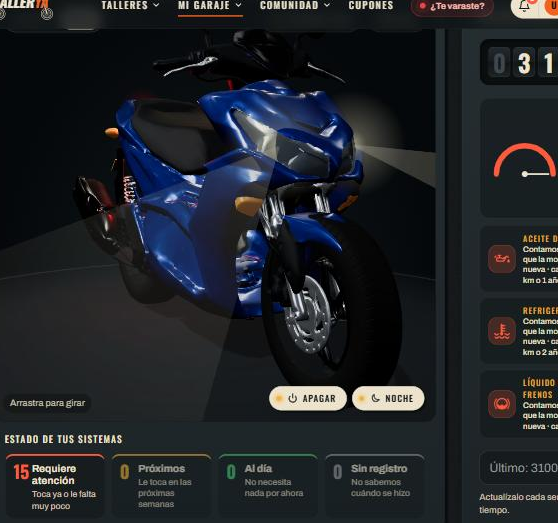 TALLERYA
TALLERES
MI GARAJE
COMUNIDAD
CUPONES
¿Te varaste?
Arrastra para girar
APAGAR
NOCHE
ESTADO DE TUS SISTEMAS
15 Requiere atención
Toca ya o le falta
muy poco
0 Próximos
Le toca en las
próximas
semanas
0 Al día
No necesita
nada por ahora
0 Sin registro
No sabemos
cuándo se hizo
0 3 1
ACEITE D
Contamos
que la mo
nueva · ca
km o 1 añ
REFRIGER
Contamos
que la mo
nueva · ca
km o 2 añ
LÍQUIDO
FRENOS
Contamos
que la mo
nueva · ca
km o
Último: 3100
Actualízalo cada se
tiempo.